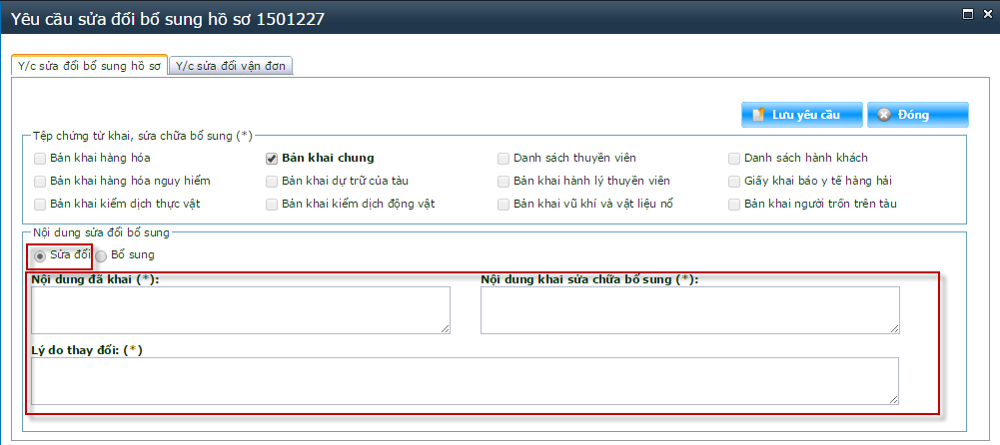 Yêu cầu sửa đổi bổ sung hồ sơ 1501227
Y/c sửa đổi bổ sung hồ sơ Y/c sửa đổi vận đơn
Lưu yêu cầu Đóng
Tệp chứng từ khai, sửa chữa bổ sung (*)
Bản khai hàng hóa Bản khai chung Danh sách thuyền viên Danh sách hành khách
Bản khai hàng hóa nguy hiểm Bản khai dự trữ của tàu Bản khai hành lý thuyền viên Giấy khai báo y tế hàng hải
Bản khai kiểm dịch thực vật Bản khai kiểm dịch động vật Bản khai vũ khí và vật liệu nổ Bản khai người trốn trên tàu
Nội dung sửa đổi bổ sung
Sửa đổi Bổ sung
Nội dung đã khai (*): Nội dung khai sửa chữa bổ sung (*):
Lý do thay đổi: (*)